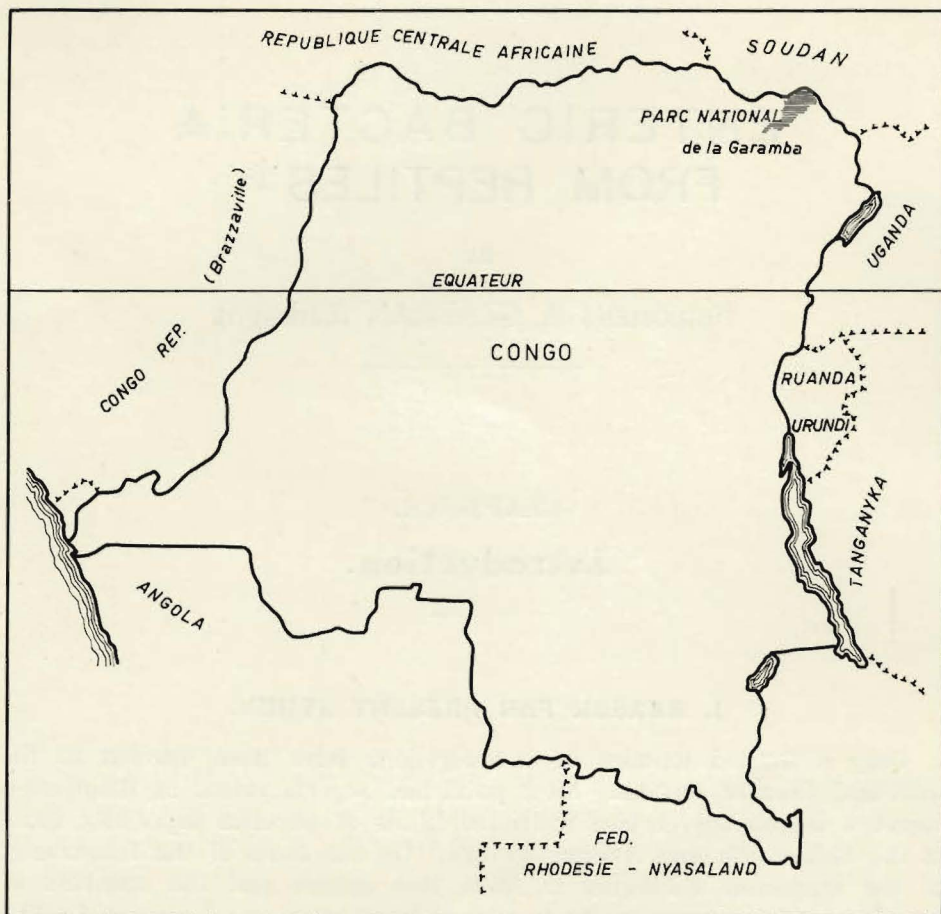 REPUBLIQUE CENTRALE AFRICAINE
SOUDAN
PARC NATIONAL
de la Garamba
(Brazzaville)
UGANDA
EQUATEUR
CONGO REP.
CONGO
RUANDA
URUNDI
TANGANYKA
ANGOLA
FED.
RHODESIE - NYASALAND